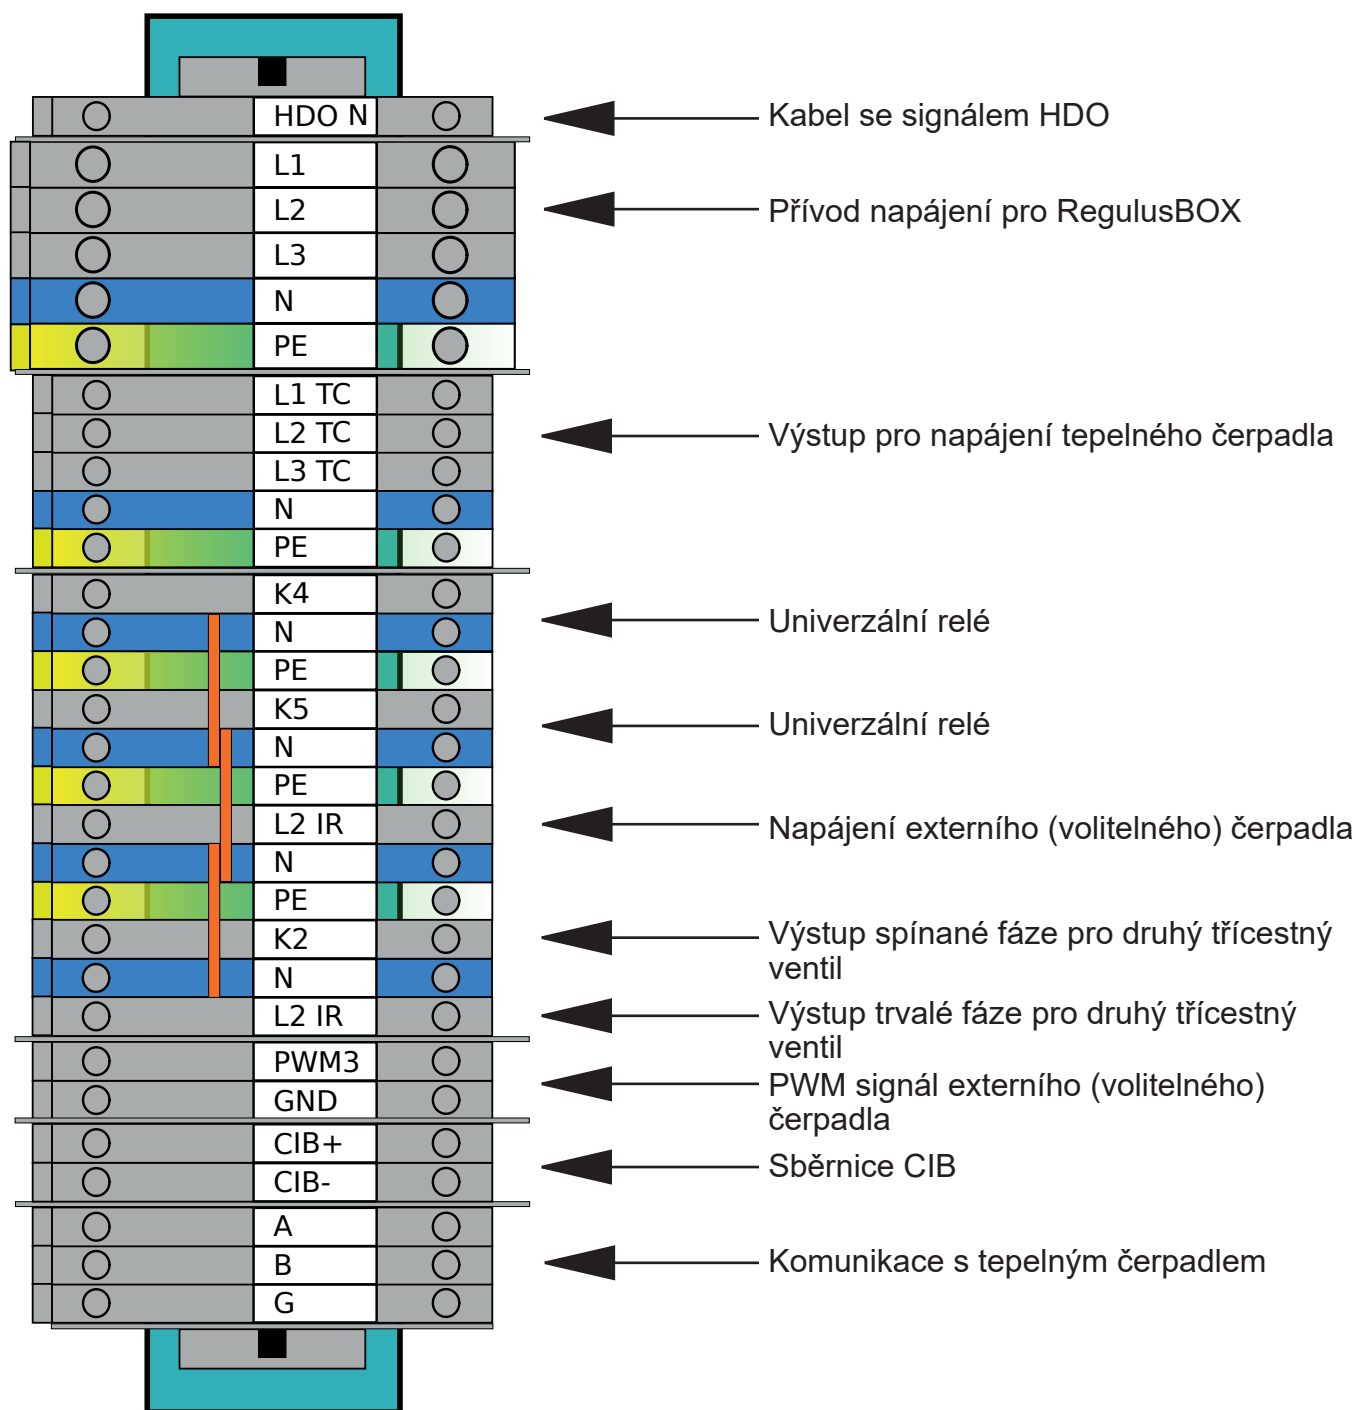 HDO N
Kabel se signálem HDO
L1
L2
Přívod napájení pro RegulusBOX
L3
N
PE
L1 TC
L2 TC
Výstup pro napájení tepelného čerpadla
L3 TC
N
PE
K4
Univerzální relé
N
PE
K5
Univerzální relé
N
PE
L2 IR
Napájení externího (volitelného) čerpadla
N
PE
K2
Výstup spínané fáze pro druhý třícestný
ventil
N
L2 IR
Výstup trvalé fáze pro druhý třícestný
ventil
PWM3
PWM signál externího (volitelného)
čerpadla
GND
CIB+
Sběrnice CIB
CIB-
A
B
Komunikace s tepelným čerpadlem
G